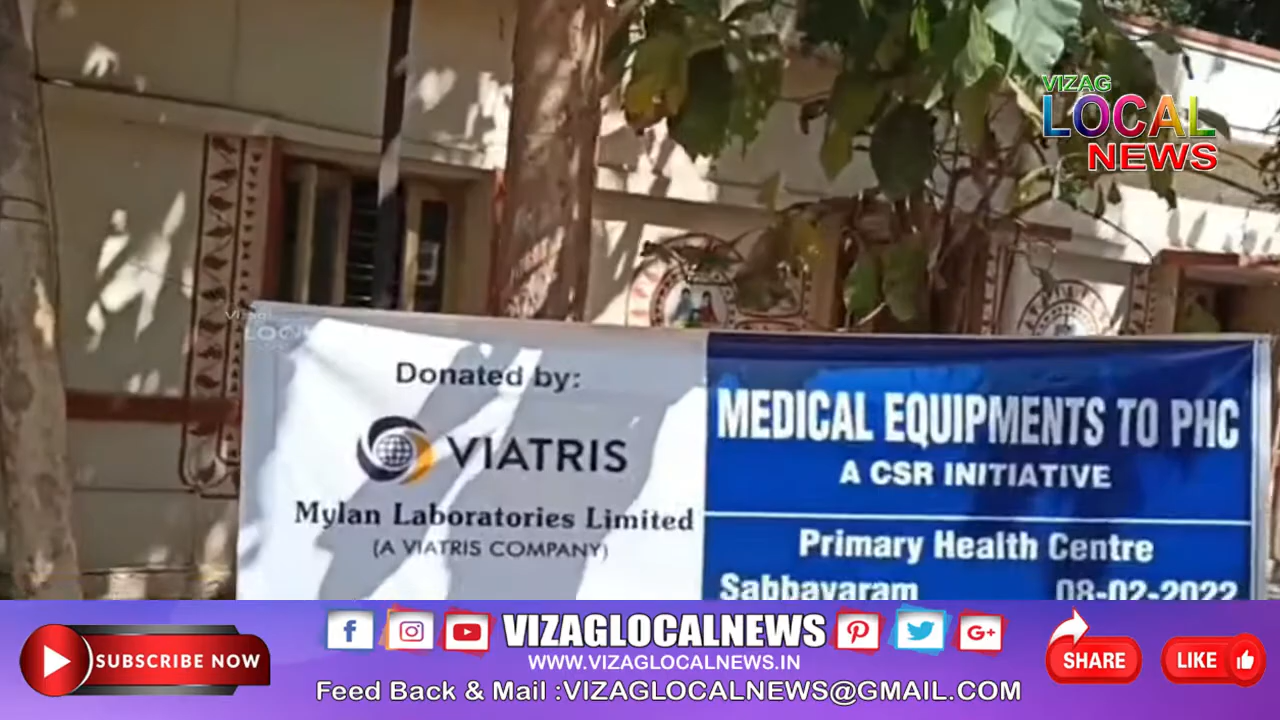 VIZAG
LOCAL
NEWS
Donated by:
VIATRIS
Mylan Laboratories Limited
(A VIATRIS COMPANY)
MEDICAL EQUIPMENTS TO PHC
A CSR INITIATIVE
Primary Health Centre
Sabbavaram 08-02-2022
SUBSCRIBE NOW
VIZAGLOCALNEWS
WWW.VIZAGLOCALNEWS.IN
Feed Back & Mail :VIZAGLOCALNEWS@GMAIL.COM
SHARE
LIKE